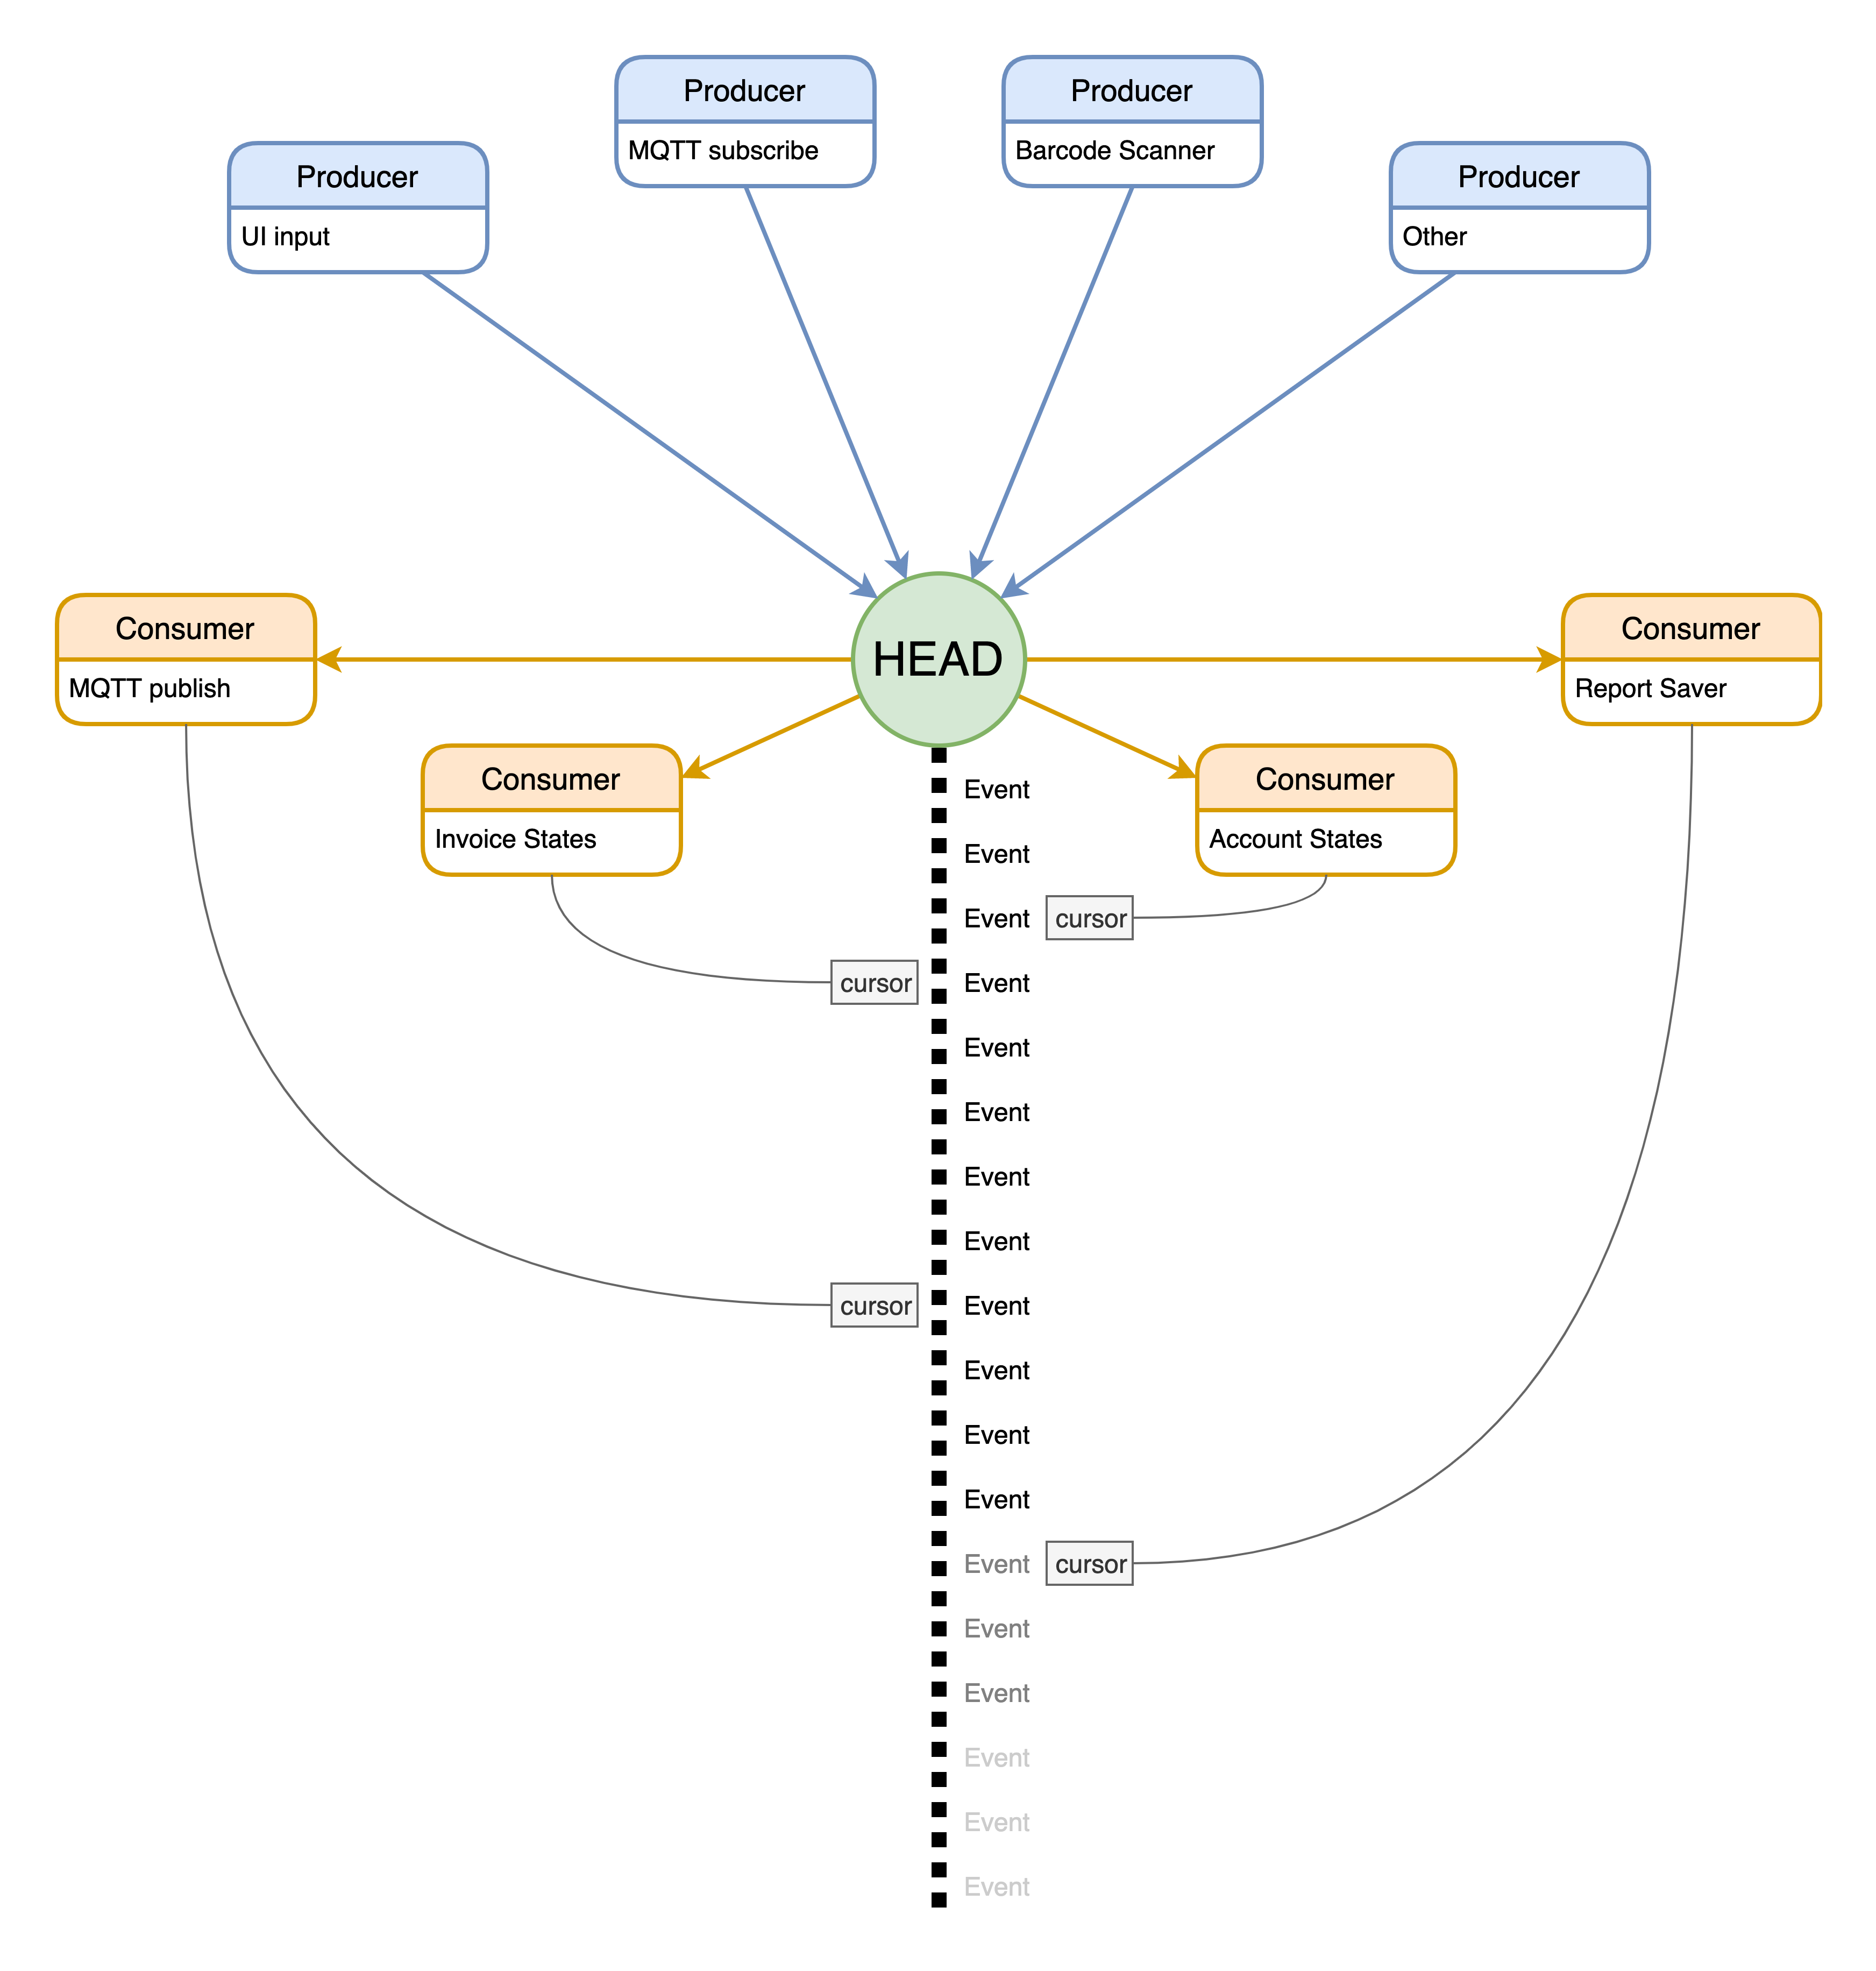 Producer
MQTT subscribe
Producer
Barcode Scanner
Producer
UI input
Producer
Other
HEAD
Consumer
MQTT publish
Consumer
Report Saver
Consumer
Invoice States
Consumer
Account States
Event
Event
Event
cursor
cursor
Event
Event
Event
Event
Event
cursor
Event
Event
Event
Event
Event
cursor
Event
Event
Event
Event
Event